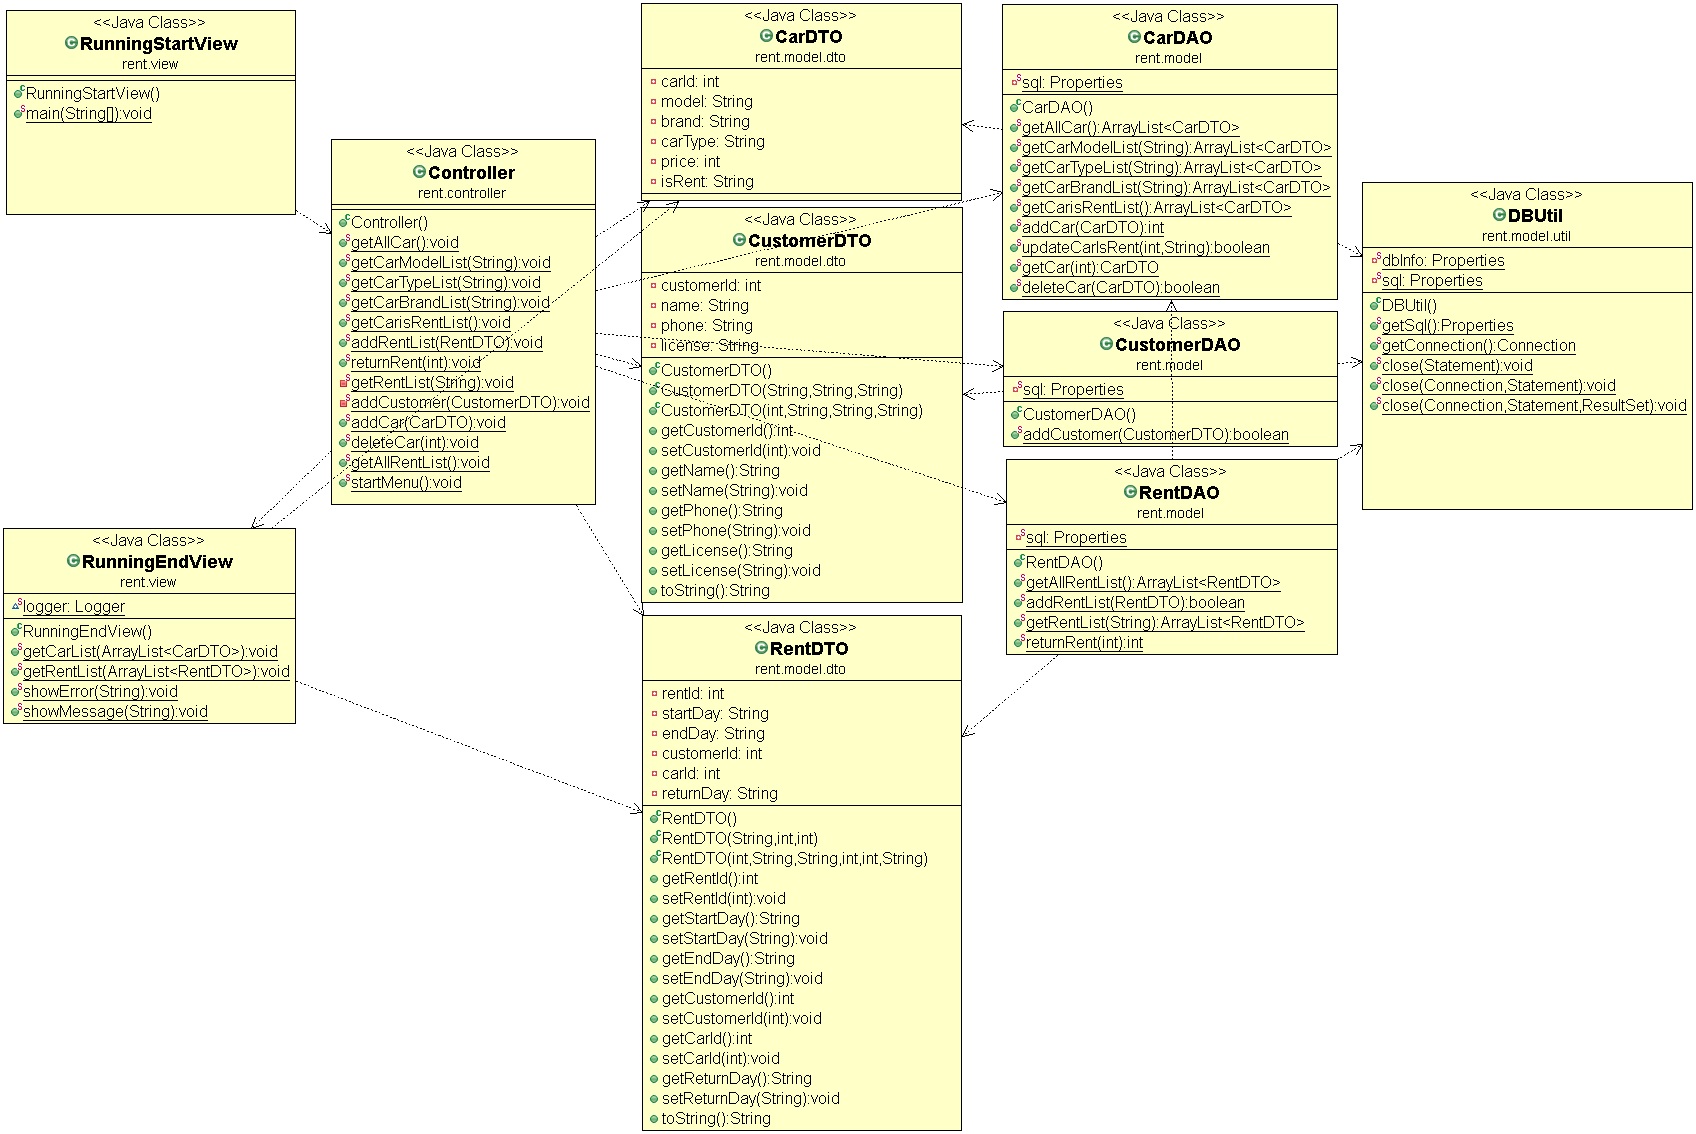 <<Java Class>>
RunningStartView
rent.view
RunningStartView()
main(String[]):void
<<Java Class>>
Controller
rent.controller
Controller()
getAllCar():void
getCarModelList(String):void
getCarTypeList(String):void
getCarBrandList(String):void
getCarisRentList():void
addRentList(RentDTO):void
returnRent(int):void
getRentList(String):void
addCustomer(CustomerDTO):void
addCar(CarDTO):void
deleteCar(int):void
getAllRentList():void
startMenu():void
<<Java Class>>
RunningEndView
rent.view
logger: Logger
RunningEndView()
getCarList(ArrayList<CarDTO>):void
getRentList(ArrayList<RentDTO>):void
showError(String):void
showMessage(String):void
<<Java Class>>
CarDTO
rent.model.dto
carId: int
model: String
brand: String
carType: String
price: int
isRent: String
<<Java Class>>
CustomerDTO
rent.model.dto
customerId: int
name: String
phone: String
license: String
CustomerDTO()
CustomerDTO(String,String,String)
CustomerDTO(int,String,String,String)
getCustomerId():int
setCustomerId(int):void
getName():String
setName(String):void
getPhone():String
setPhone(String):void
getLicense():String
setLicense(String):void
toString():String
<<Java Class>>
RentDTO
rent.model.dto
rentId: int
startDay: String
endDay: String
customerId: int
carId: int
returnDay: String
RentDTO()
RentDTO(String,int,int)
RentDTO(int,String,String,int,int,String)
getRentId():int
setRentId(int):void
getStartDay():String
setStartDay(String):void
getEndDay():String
setEndDay(String):void
getCustomerId():int
setCustomerId(int):void
getCarId():int
setCarId(int):void
getReturnDay():String
setReturnDay(String):void
toString():String
<<Java Class>>
CarDAO
rent.model
sql: Properties
CarDAO()
getAllCar():ArrayList<CarDTO>
getCarModelList(String):ArrayList<CarDTO>
getCarTypeList(String):ArrayList<CarDTO>
getCarBrandList(String):ArrayList<CarDTO>
getCarisRentList():ArrayList<CarDTO>
addCar(CarDTO):int
updateCarIsRent(int,String):boolean
getCar(int):CarDTO
deleteCar(CarDTO):boolean
<<Java Class>>
CustomerDAO
rent.model
sql: Properties
CustomerDAO()
addCustomer(CustomerDTO):boolean
<<Java Class>>
RentDAO
rent.model
sql: Properties
RentDAO()
getAllRentList():ArrayList<RentDTO>
addRentList(RentDTO):boolean
getRentList(String):ArrayList<RentDTO>
returnRent(int):int
<<Java Class>>
DBUtil
rent.model.util
dbInfo: Properties
sql: Properties
DBUtil()
getSql():Properties
getConnection():Connection
close(Statement):void
close(Connection,Statement):void
close(Connection,Statement,ResultSet):void